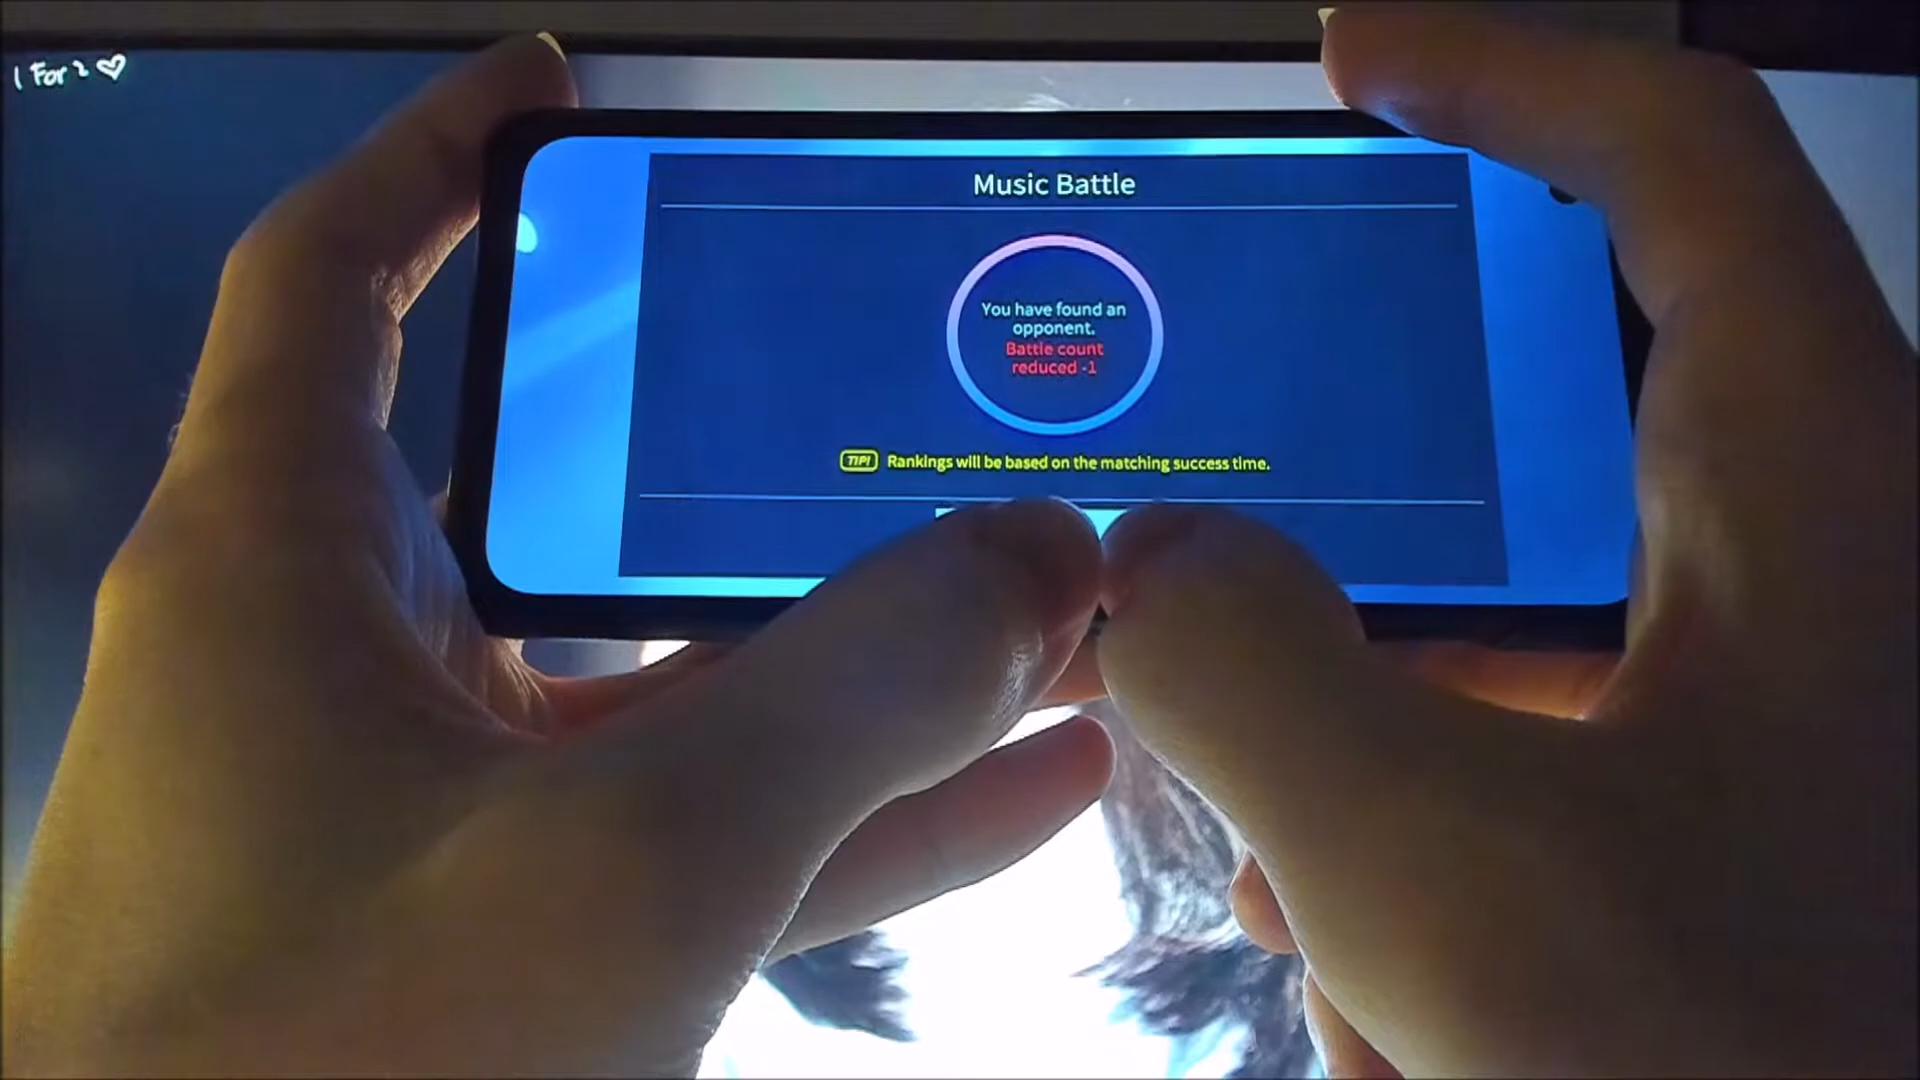 1 For 2 ♡
Music Battle
You have found an
opponent.
Battle count
reduced -1
TIP! Rankings will be based on the matching success time.